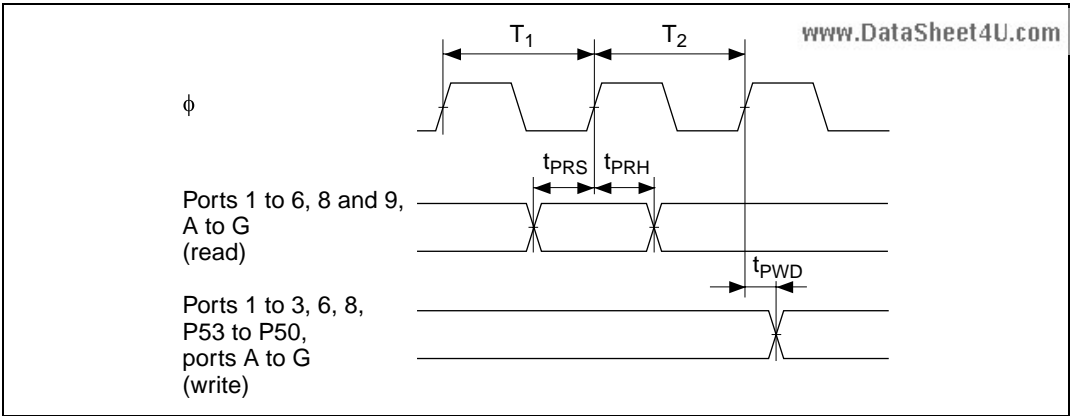 www.DataSheet4U.com
T1 T2
ϕ
tPRS tPRH
Ports 1 to 6, 8 and 9,
A to G
(read)
tPWD
Ports 1 to 3, 6, 8,
P53 to P50,
ports A to G
(write)